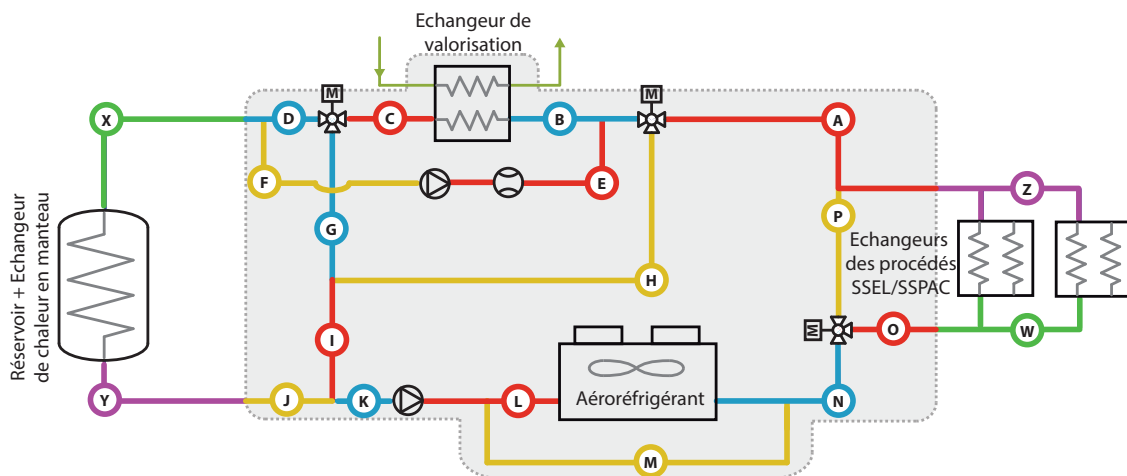 Echangeur de
valorisation
M
M
X
D
C
B
A
F
E
Z
P
G
Echangeurs
des procédés
SSEL/SSPAC
H
Réservoir + Echangeur
de chaleur en manteau
I
M
O
W
Aéroréfrigérant
Y
J
K
L
N
M